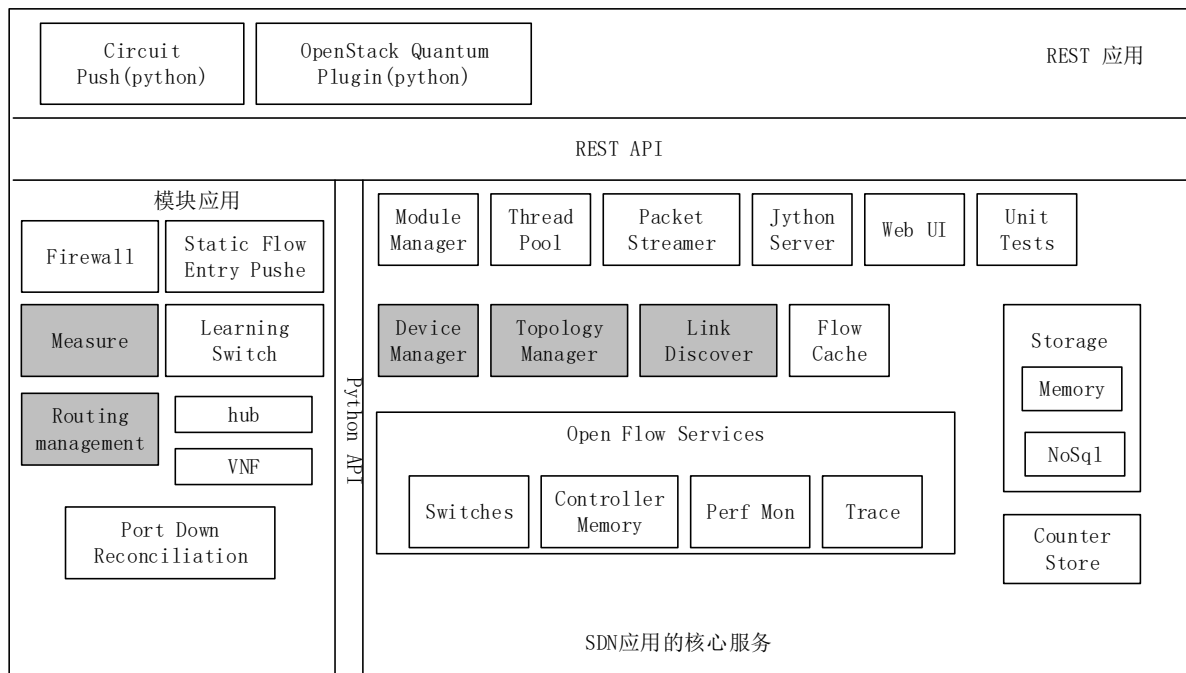 Circuit
Push(python)
OpenStack Quantum
Plugin(python)
REST 应用
REST API
模块应用
Firewall
Static Flow
Entry Pushe
Measure
Learning
Switch
Routing
management
hub
VNF
Port Down
Reconciliation
Python API
Module
Manager
Thread
Pool
Packet
Streamer
Jython
Server
Web UI
Unit
Tests
Device
Manager
Topology
Manager
Link
Discover
Flow
Cache
Storage
Memory
NoSql
Open Flow Services
Switches
Controller
Memory
Perf Mon
Trace
Counter
Store
SDN应用的核心服务